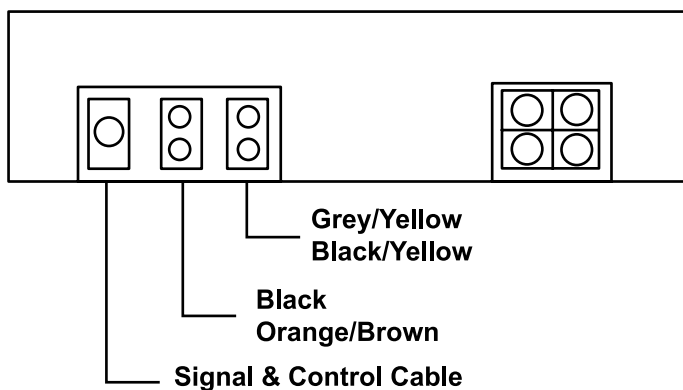 Grey/Yellow
Black/Yellow
Black
Orange/Brown
Signal & Control Cable